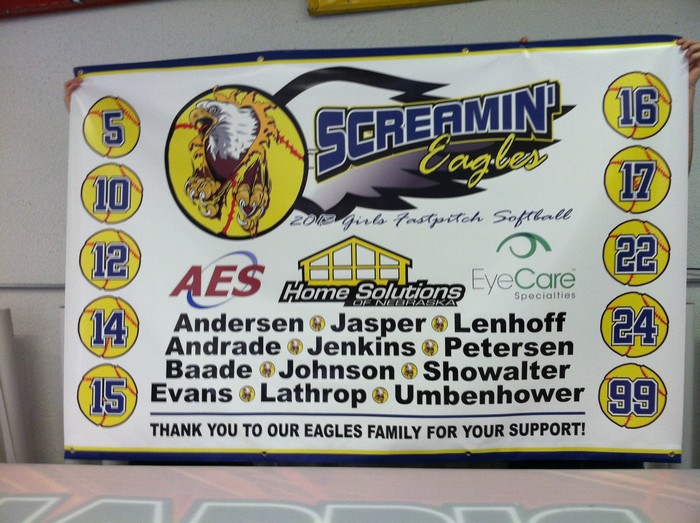 SCREAMIN'
Eagles
2013 Girls Fastpitch Softball
5
10
12
14
15
16
17
22
24
99
AES
Home Solutions
OF NEBRASKA
EyeCare™
Specialties
Andersen Jasper Lenhoff
Andrade Jenkins Petersen
Baade Johnson Showalter
Evans Lathrop Umbenhower
THANK YOU TO OUR EAGLES FAMILY FOR YOUR SUPPORT!